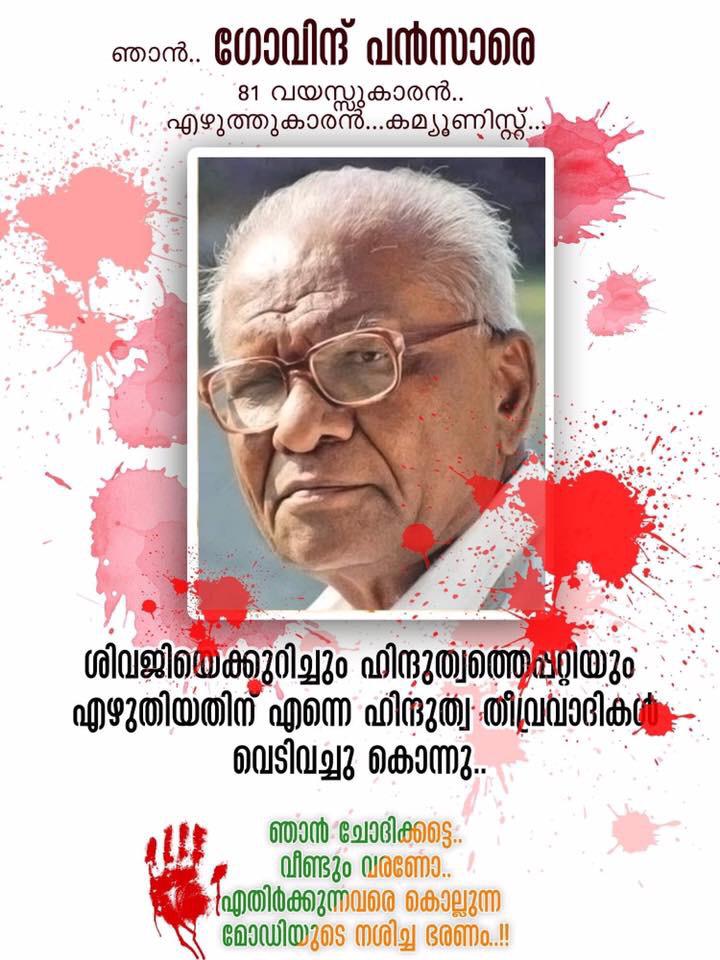 ഞാൻ.. ഗോവിന്ദ് പൻസാരെ
81 വയസ്സുകാരൻ..
എഴുത്തുകാരൻ...കമ്യൂണിസ്റ്റ്...
ശിവജിയെക്കുറിച്ചും ഹിന്ദുത്വത്തെപ്പറ്റിയും
എഴുതിയതിന് എന്നെ ഹിന്ദുത്വ തീവ്രവാദികൾ
വെടിവച്ചു കൊന്നു..
ഞാൻ ചോദിക്കട്ടെ..
വീണ്ടും വരണോ..
എതിർക്കുന്നവരെ കൊല്ലുന്ന
മോഡിയുടെ നശിച്ച ഭരണം..!!